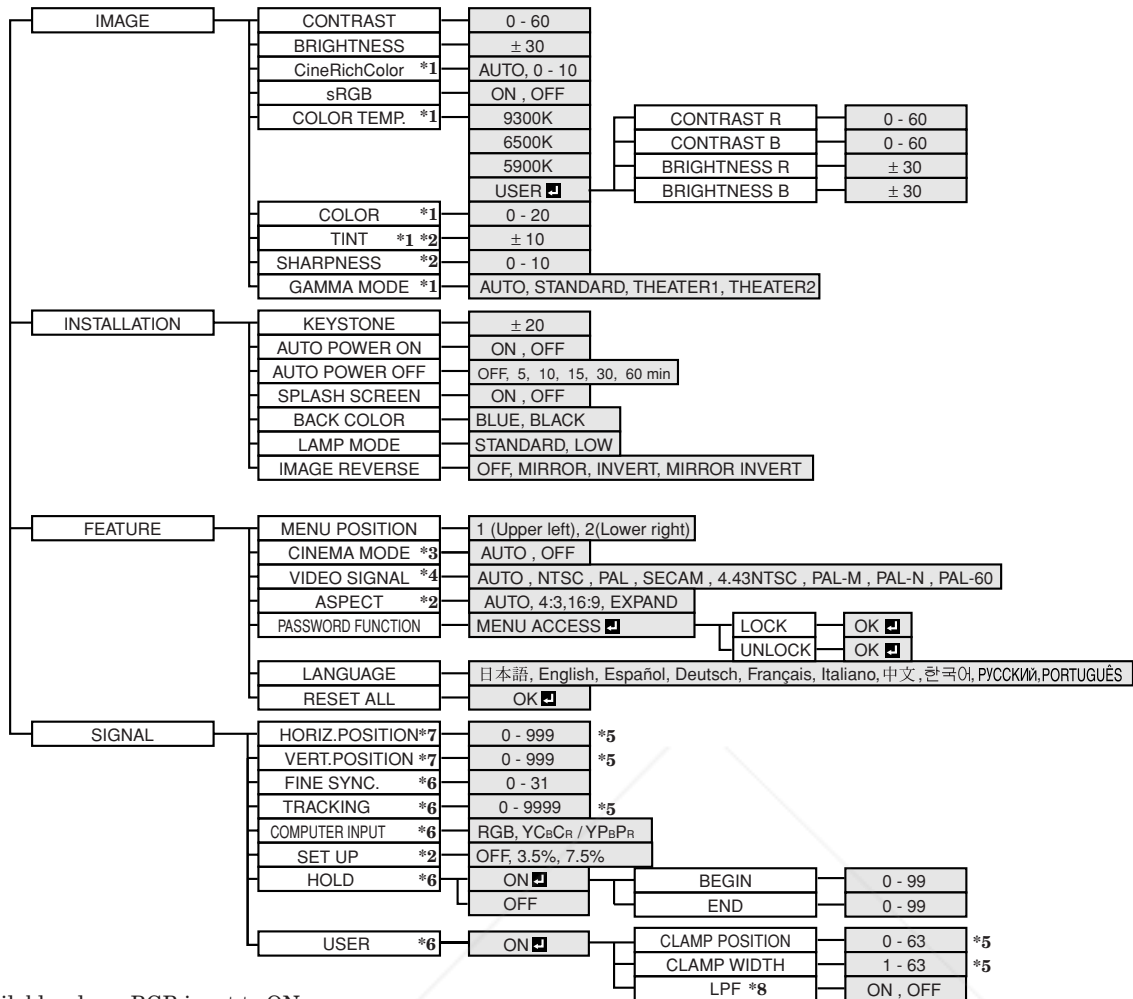 IMAGE CONTRAST 0 - 60
BRIGHTNESS ± 30
CineRichColor *1 AUTO, 0 - 10
sRGB ON , OFF
COLOR TEMP. *1 9300K CONTRAST R 0 - 60
6500K CONTRAST B 0 - 60
5900K BRIGHTNESS R ± 30
USER BRIGHTNESS B ± 30
COLOR *1 0 - 20
TINT *1 *2 ± 10
SHARPNESS *2 0 - 10
GAMMA MODE *1 AUTO, STANDARD, THEATER1, THEATER2
INSTALLATION KEYSTONE ± 20
AUTO POWER ON ON , OFF
AUTO POWER OFF OFF, 5, 10, 15, 30, 60 min
SPLASH SCREEN ON , OFF
BACK COLOR BLUE, BLACK
LAMP MODE STANDARD, LOW
IMAGE REVERSE OFF, MIRROR, INVERT, MIRROR INVERT
FEATURE MENU POSITION 1 (Upper left), 2(Lower right)
CINEMA MODE *3 AUTO , OFF
VIDEO SIGNAL *4 AUTO , NTSC , PAL , SECAM , 4.43NTSC , PAL-M , PAL-N , PAL-60
ASPECT *2 AUTO, 4:3,16:9, EXPAND
PASSWORD FUNCTION MENU ACCESS LOCK OK
UNLOCK OK
LANGUAGE 日本語, English, Español, Deutsch, Français, Italiano, 中文, 한국어, РУССКИЙ, PORTUGUÊS
RESET ALL OK
SIGNAL HORIZ.POSITION*7 0 - 999 *5
VERT.POSITION *7 0 - 999 *5
FINE SYNC. *6 0 - 31
TRACKING *6 0 - 9999 *5
COMPUTER INPUT *6 RGB, YCBCR / YPBPR
SET UP *2 OFF, 3.5%, 7.5%
HOLD *6 ON BEGIN 0 - 99
OFF END 0 - 99
USER *6 ON CLAMP POSITION 0 - 63 *5
CLAMP WIDTH 1 - 63 *5
LPF *8 ON , OFF